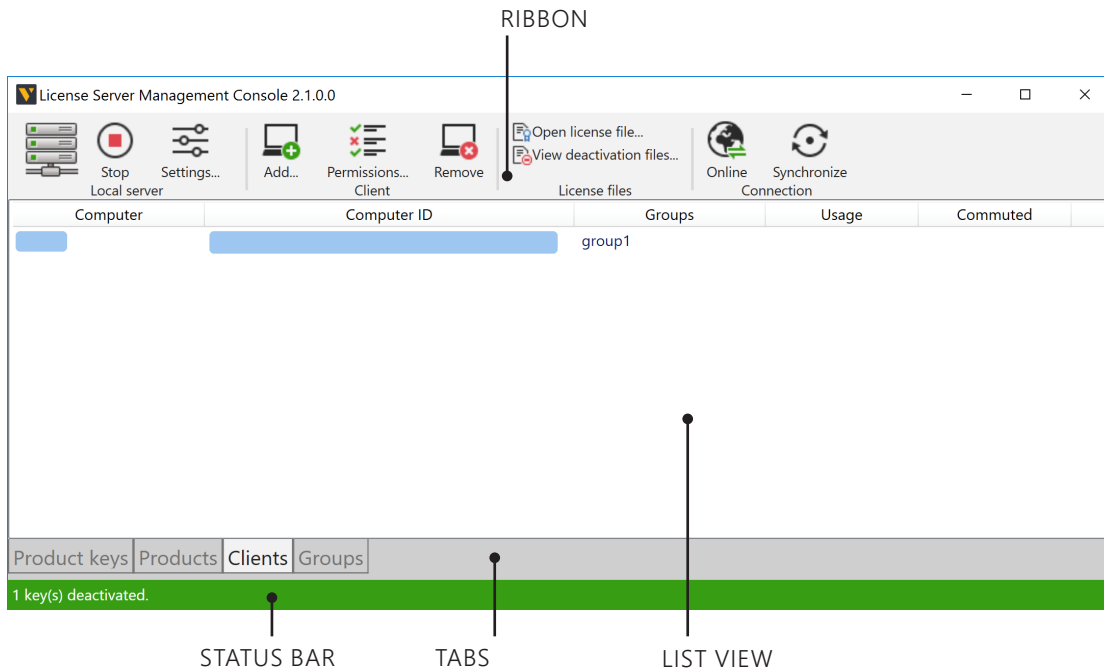 RIBBON
License Server Management Console 2.1.0.0
Stop Settings... Add... Permissions... Remove Open license file... View deactivation files... Online Synchronize
Local server Client License files Connection
Computer Computer ID Groups Usage Commuted
group1
Product keys Products Clients Groups
1 key(s) deactivated.
STATUS BAR TABS LIST VIEW